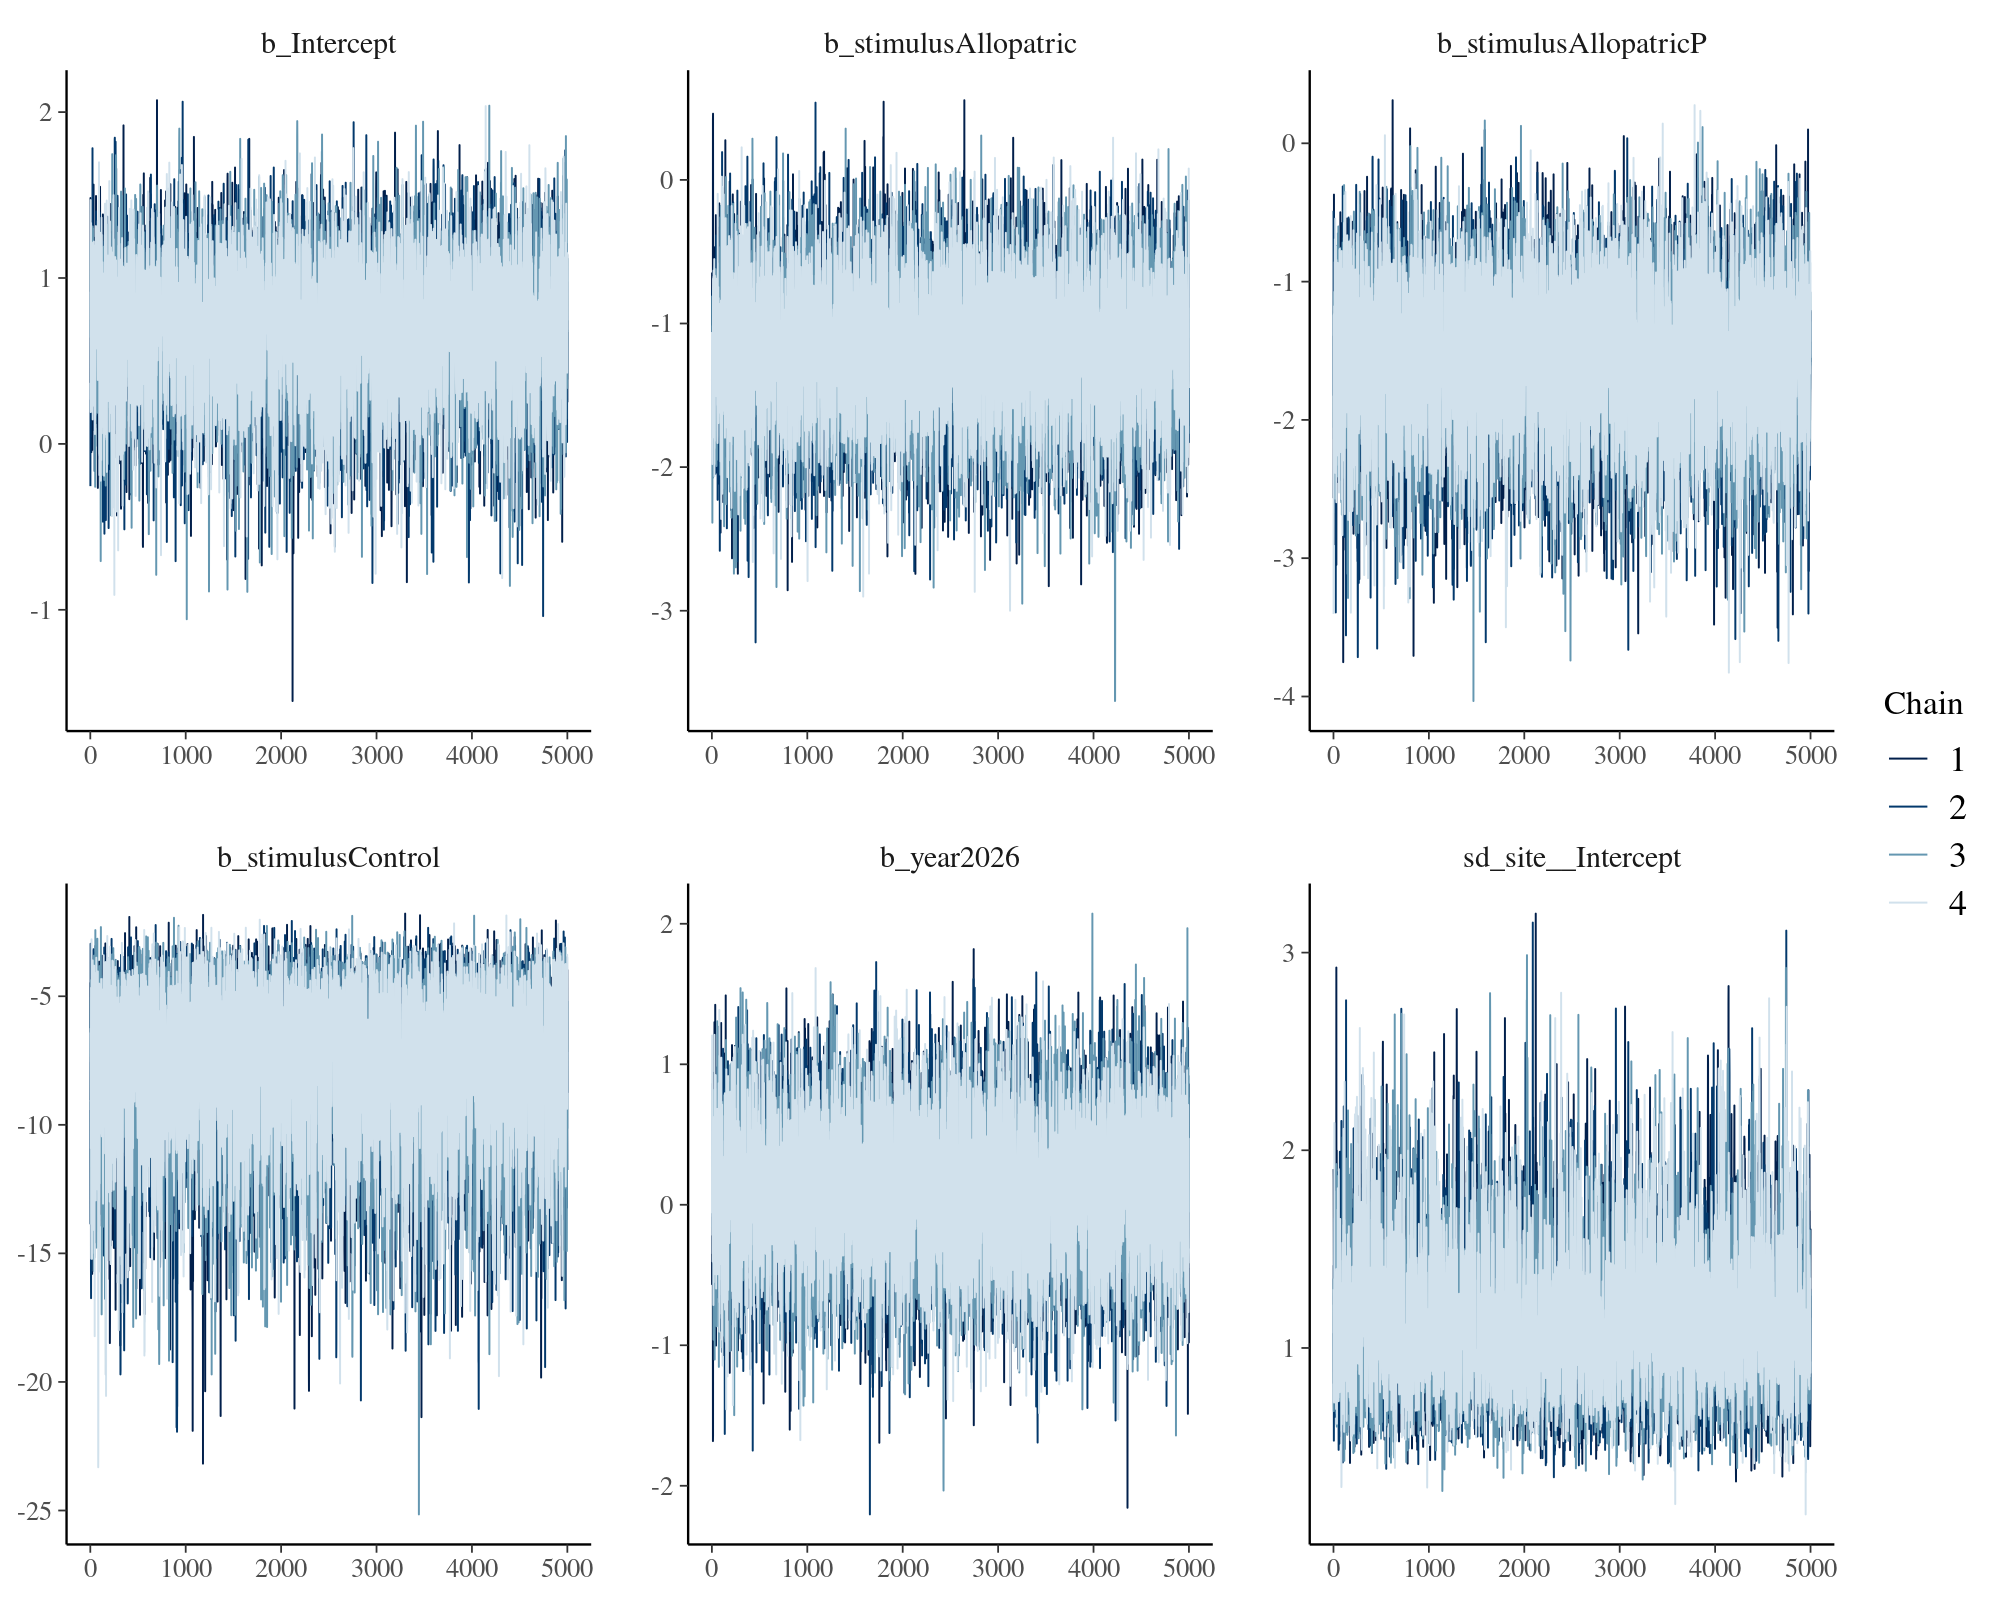 b_Intercept
b_stimulusAllopatric
b_stimulusAllopatricP
2
1
0
-1
0
-1
-2
-3
0
-1
-2
-3
-4
0 1000 2000 3000 4000 5000
0 1000 2000 3000 4000 5000
0 1000 2000 3000 4000 5000
b_stimulusControl
b_year2026
sd_site__Intercept
-5
-10
-15
-20
-25
2
1
0
-1
-2
3
2
1
0 1000 2000 3000 4000 5000
0 1000 2000 3000 4000 5000
0 1000 2000 3000 4000 5000
Chain
1
2
3
4